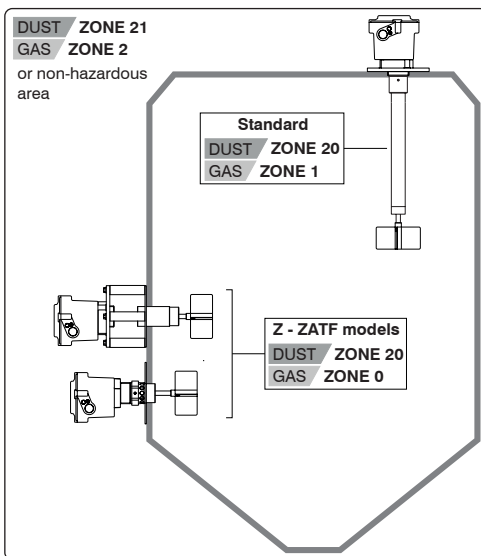 DUST ZONE 21
GAS ZONE 2
or non-hazardous
area
Standard
DUST ZONE 20
GAS ZONE 1
Z - ZATF models
DUST ZONE 20
GAS ZONE 0